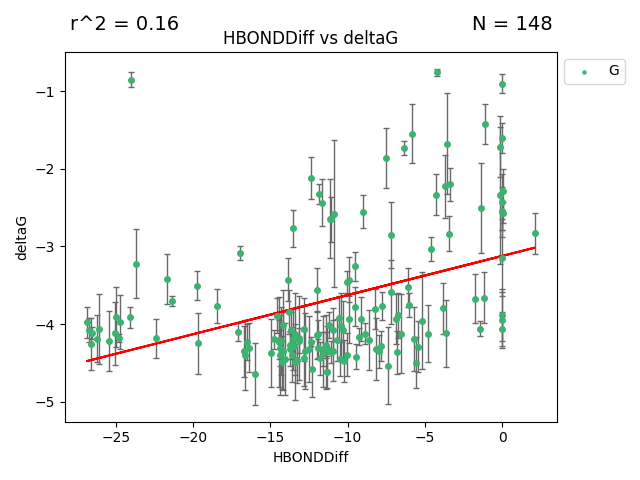 r^2 = 0.16
N = 148
HBONDDiff vs deltaG
G
−1
−2
−3
−4
−5
deltaG
−25
−20
−15
−10
−5
0
HBONDDiff